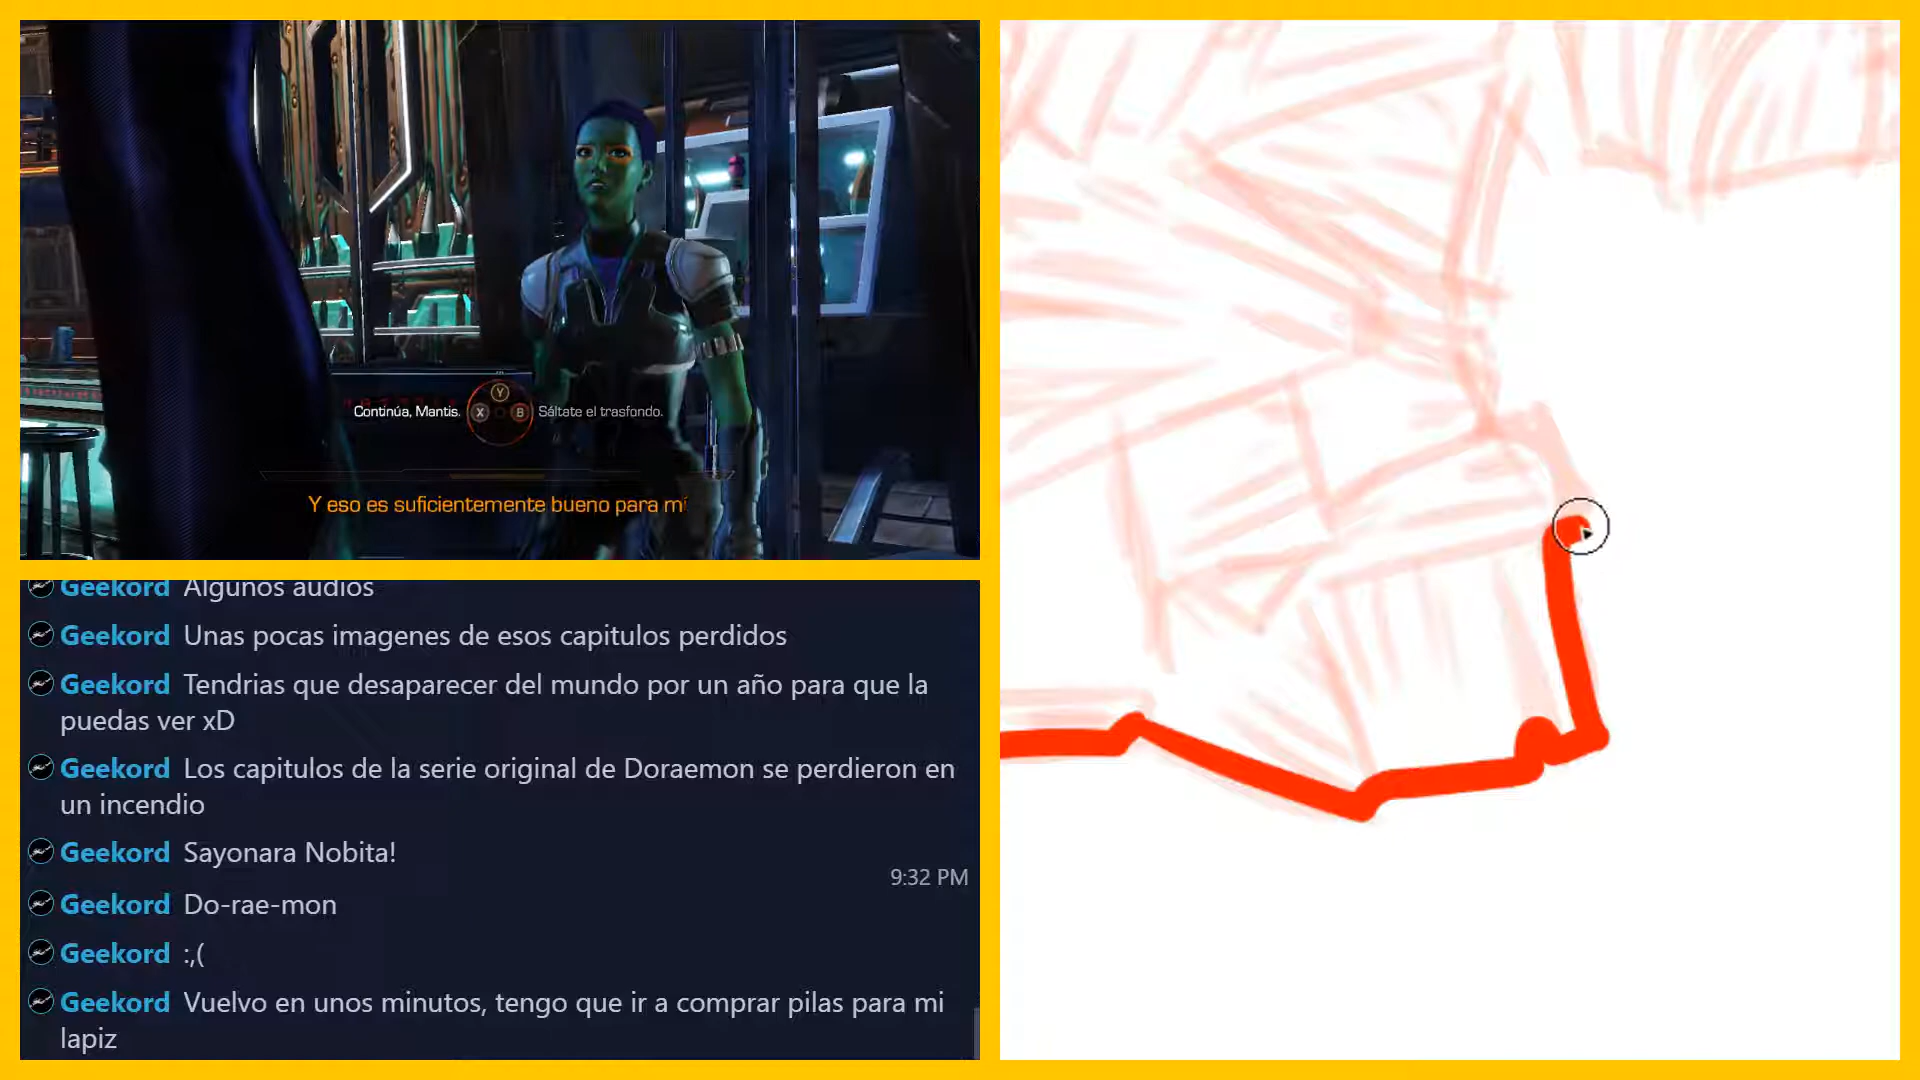 Continúa, Mantis.
Y
X
B
Sáltate el trasfondo.
Y eso es suficientemente bueno para mí
Geekord Algunos audios
Geekord Unas pocas imagenes de esos capitulos perdidos
Geekord Tendrias que desaparecer del mundo por un año para que la
puedas ver xD
Geekord Los capitulos de la serie original de Doraemon se perdieron en
un incendio
Geekord Sayonara Nobita!
9:32 PM
Geekord Do-rae-mon
Geekord :,(
Geekord Vuelvo en unos minutos, tengo que ir a comprar pilas para mi
lapiz